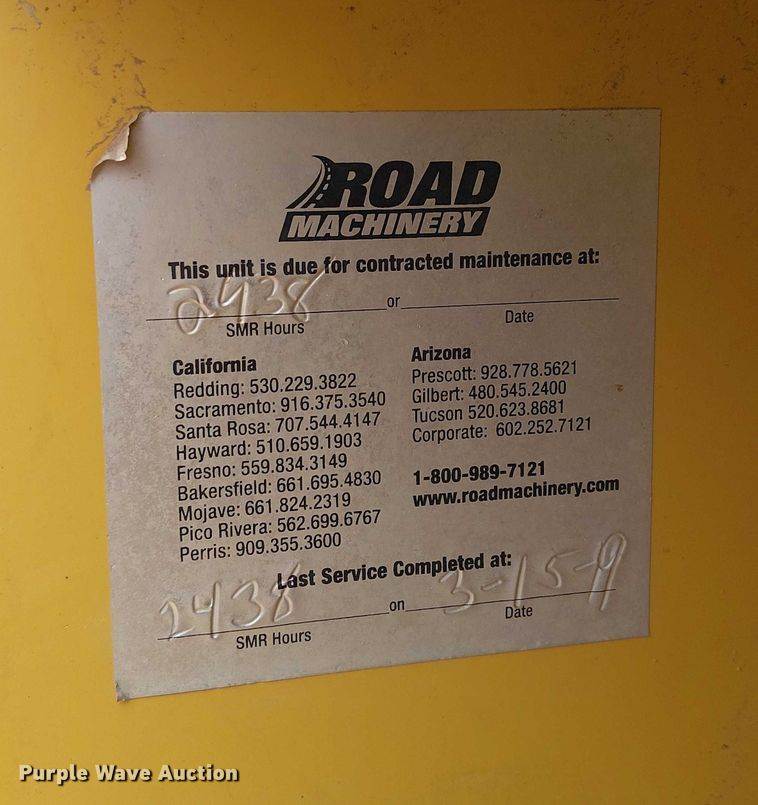 ROAD
MACHINERY
This unit is due for contracted maintenance at:
2438 or
SMR Hours Date
California
Redding: 530.229.3822
Sacramento: 916.375.3540
Santa Rosa: 707.544.4147
Hayward: 510.659.1903
Fresno: 559.834.3149
Bakersfield: 661.695.4830
Mojave: 661.824.2319
Pico Rivera: 562.699.6767
Perris: 909.355.3600
Arizona
Prescott: 928.778.5621
Gilbert: 480.545.2400
Tucson 520.623.8681
Corporate: 602.252.7121
1-800-989-7121
www.roadmachinery.com
Last Service Completed at:
2438 on 3-15-19
SMR Hours Date
Purple Wave Auction